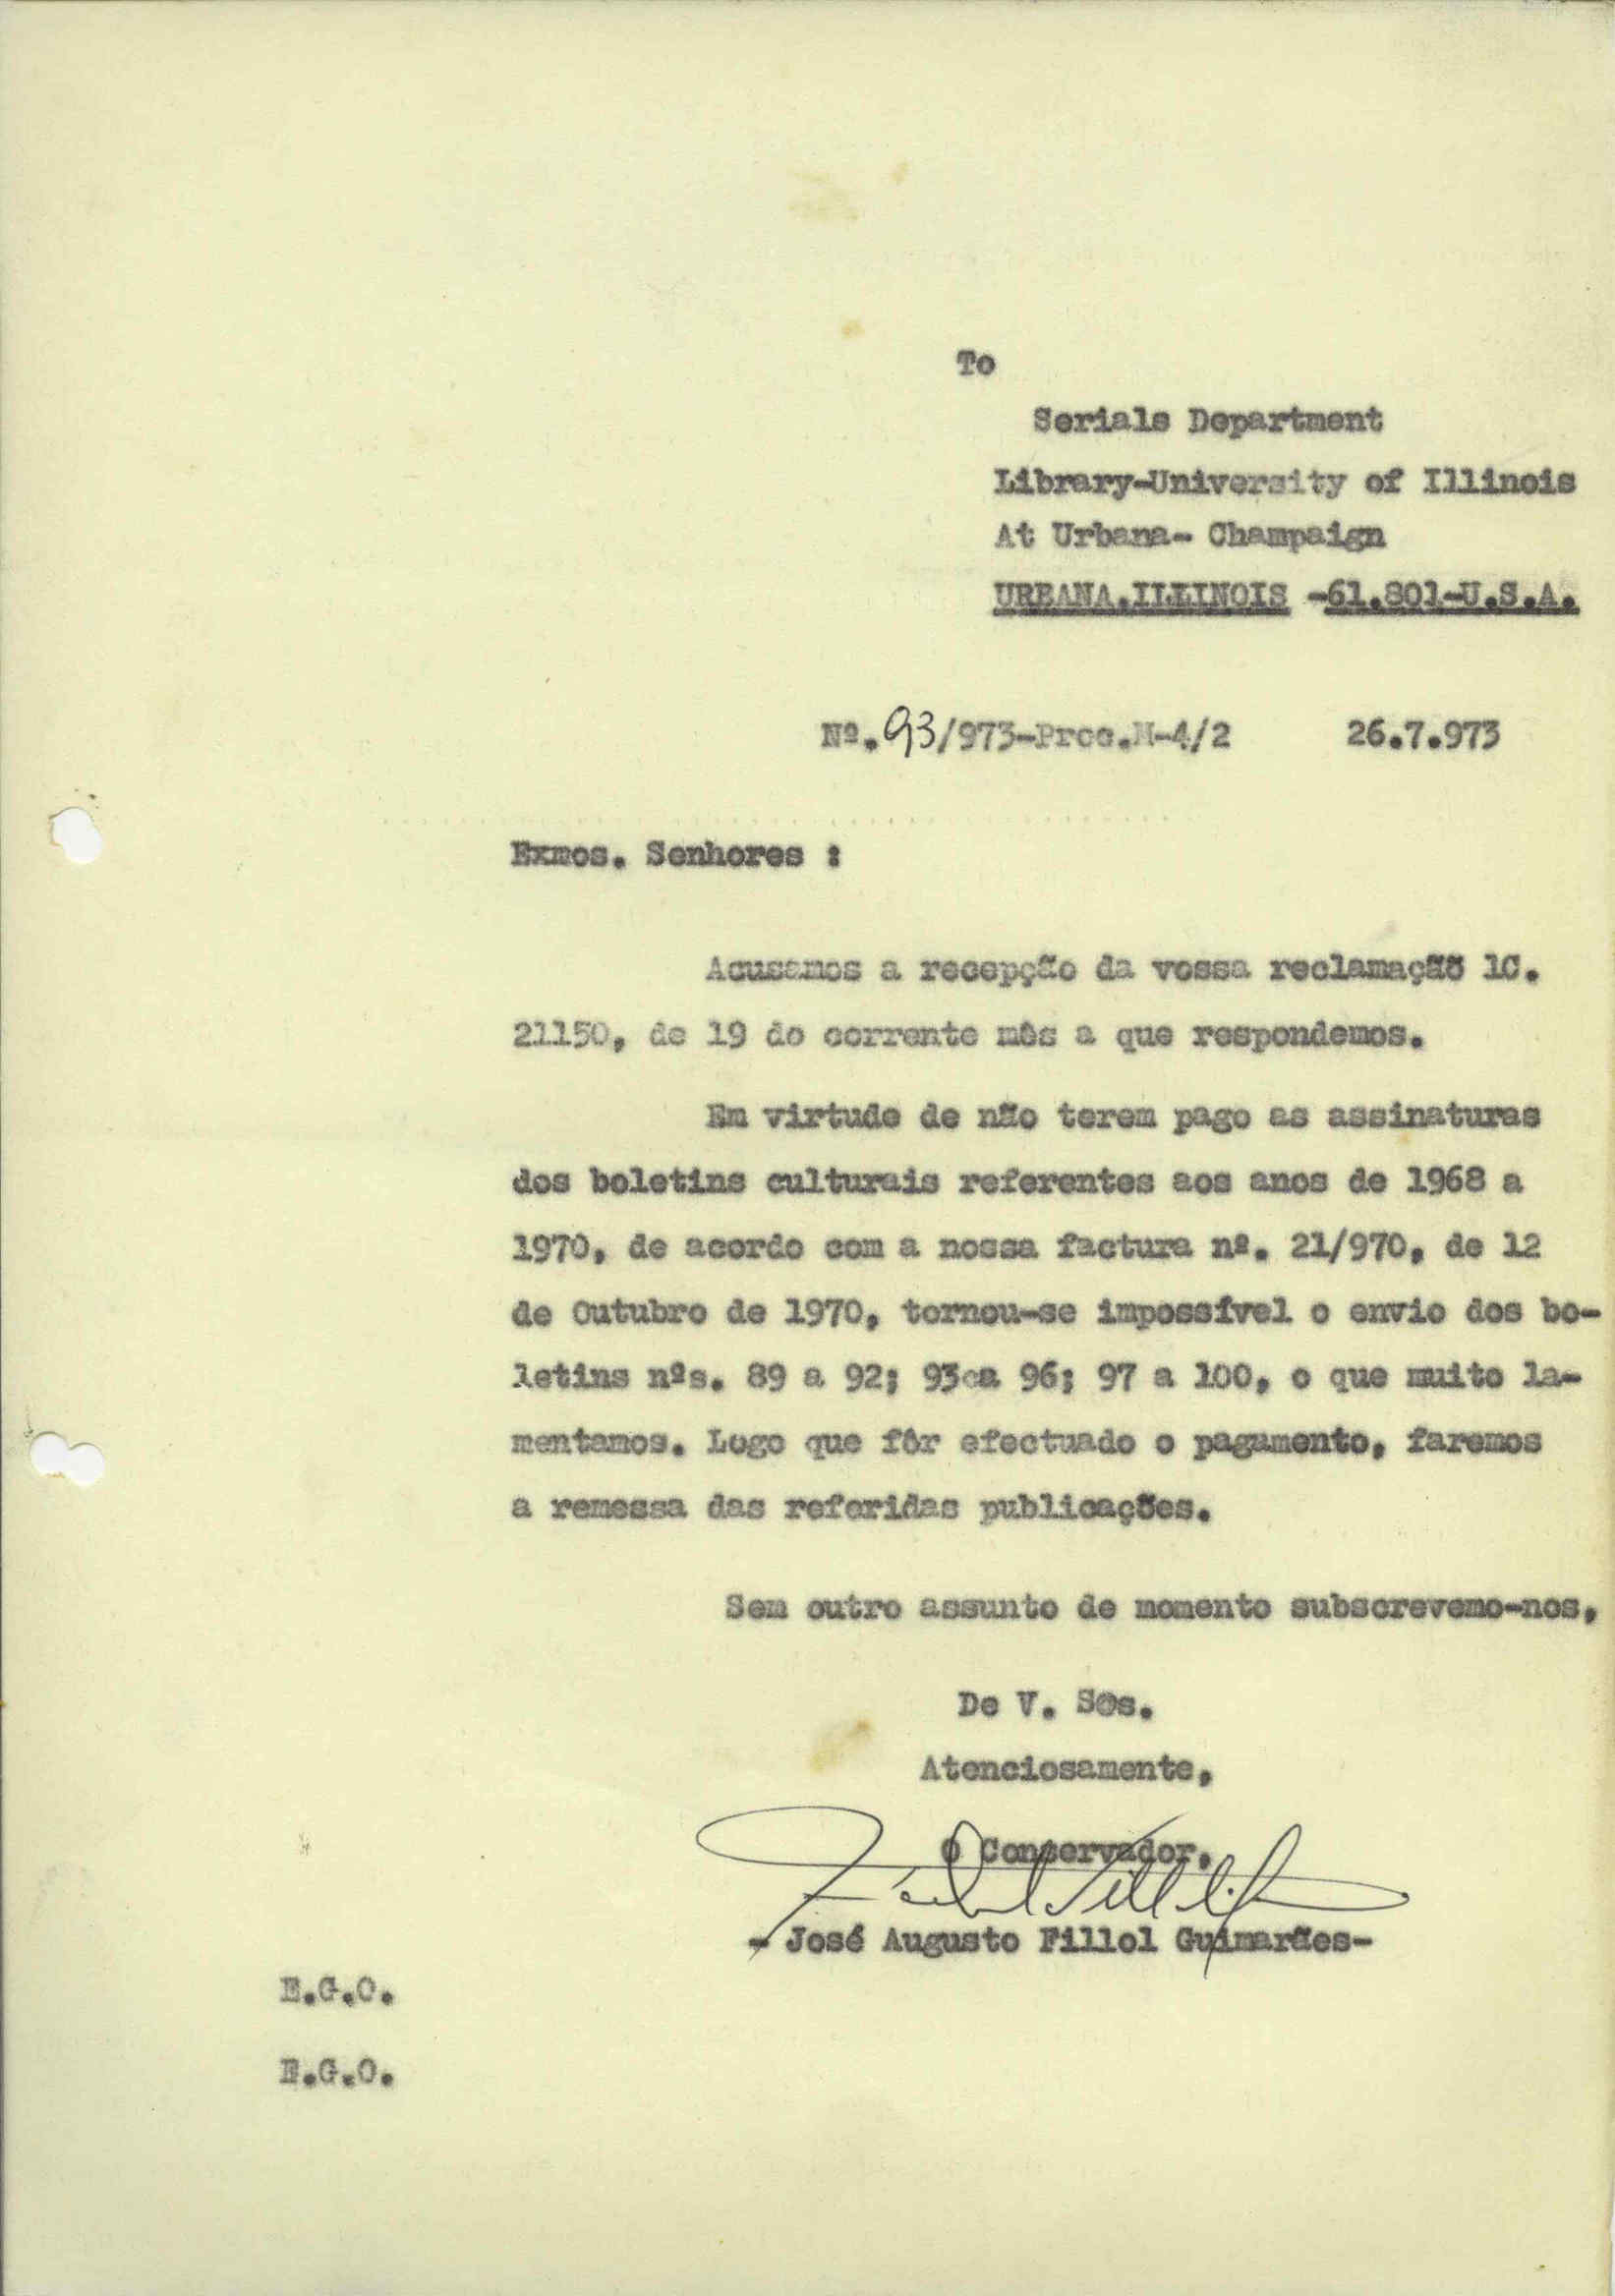 To
Serials Department
Library-University of Illinois
At Urbana- Champaign
URBANA.ILLINOIS -61.801-U.S.A.
Nº.93/973-Proc.M-4/2 26.7.973
Exmos. Senhores :
Acusamos a recepção da vossa reclamação lC.
21150, de 19 do corrente mês a que respondemos.
Em virtude de não terem pago as assinaturas
dos boletins culturais referentes aos anos de 1968 a
1970, de acordo com a nossa factura nº. 21/970, de 12
de Outubro de 1970, tornou-se impossível o envio dos bo-
letins nºs. 89 a 92; 93 a 96; 97 a 100, o que muito la-
mentamos. Logo que fôr efectuado o pagamento, faremos
a remessa das referidas publicações.
Sem outro assunto de momento subscrevemo-nos,
De V. Sas.
Atenciosamente,
O Conservador,
- José Augusto Fillol Guimarães-
E.G.O.
E.G.O.